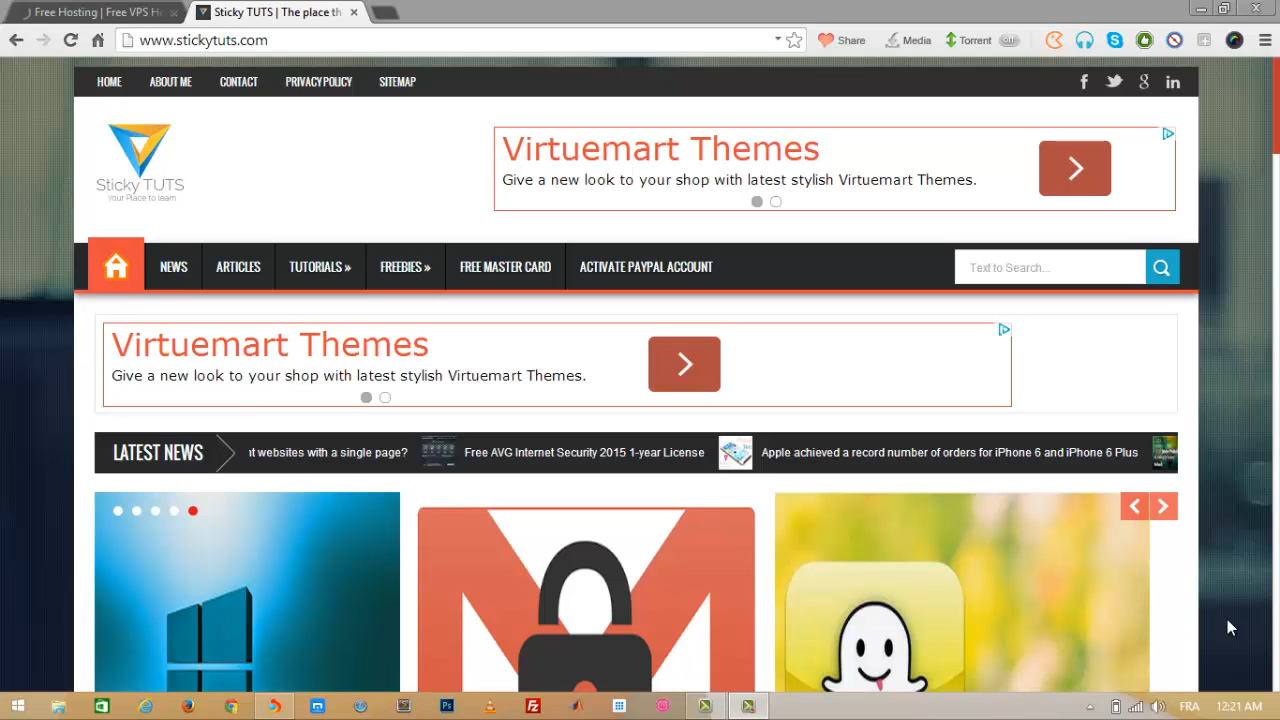 Free Hosting | Free VPS Ho
Sticky TUTS | The place th
www.stickytuts.com
Share
Media
Torrent
off
HOME
ABOUT ME
CONTACT
PRIVACY POLICY
SITEMAP
Sticky TUTS
Your Place to learn
Virtuemart Themes
Give a new look to your shop with latest stylish Virtuemart Themes.
NEWS
ARTICLES
TUTORIALS »
FREEBIES »
FREE MASTER CARD
ACTIVATE PAYPAL ACCOUNT
Text to Search...
Virtuemart Themes
Give a new look to your shop with latest stylish Virtuemart Themes.
LATEST NEWS
nt websites with a single page?
Free AVG Internet Security 2015 1-year License
Apple achieved a record number of orders for iPhone 6 and iPhone 6 Plus
FRA
12:21 AM